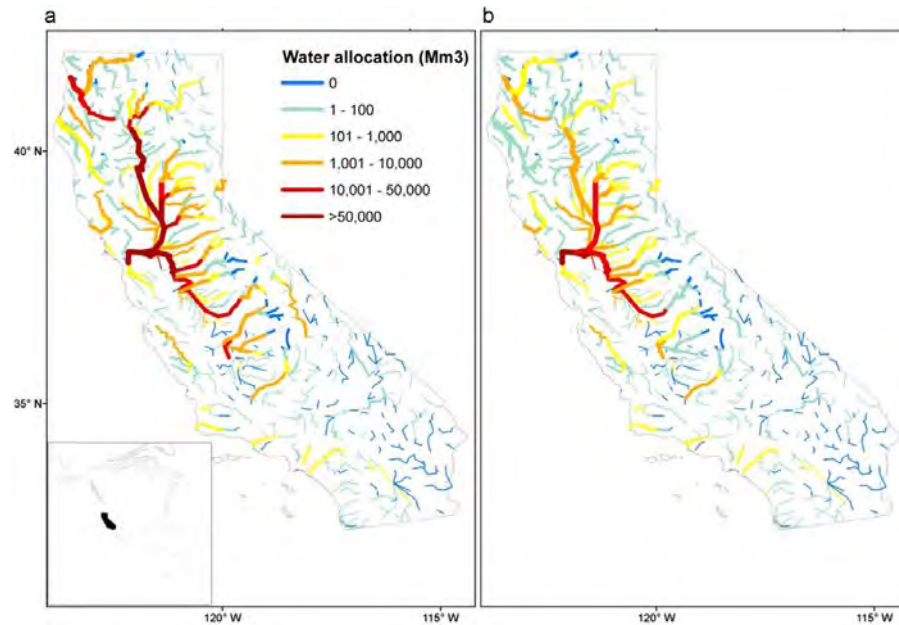 a
b
Water allocation (Mm3)
0
1 - 100
101 - 1,000
1,001 - 10,000
10,001 - 50,000
>50,000
40° N
35° N
120° W
115° W
120° W
115° W